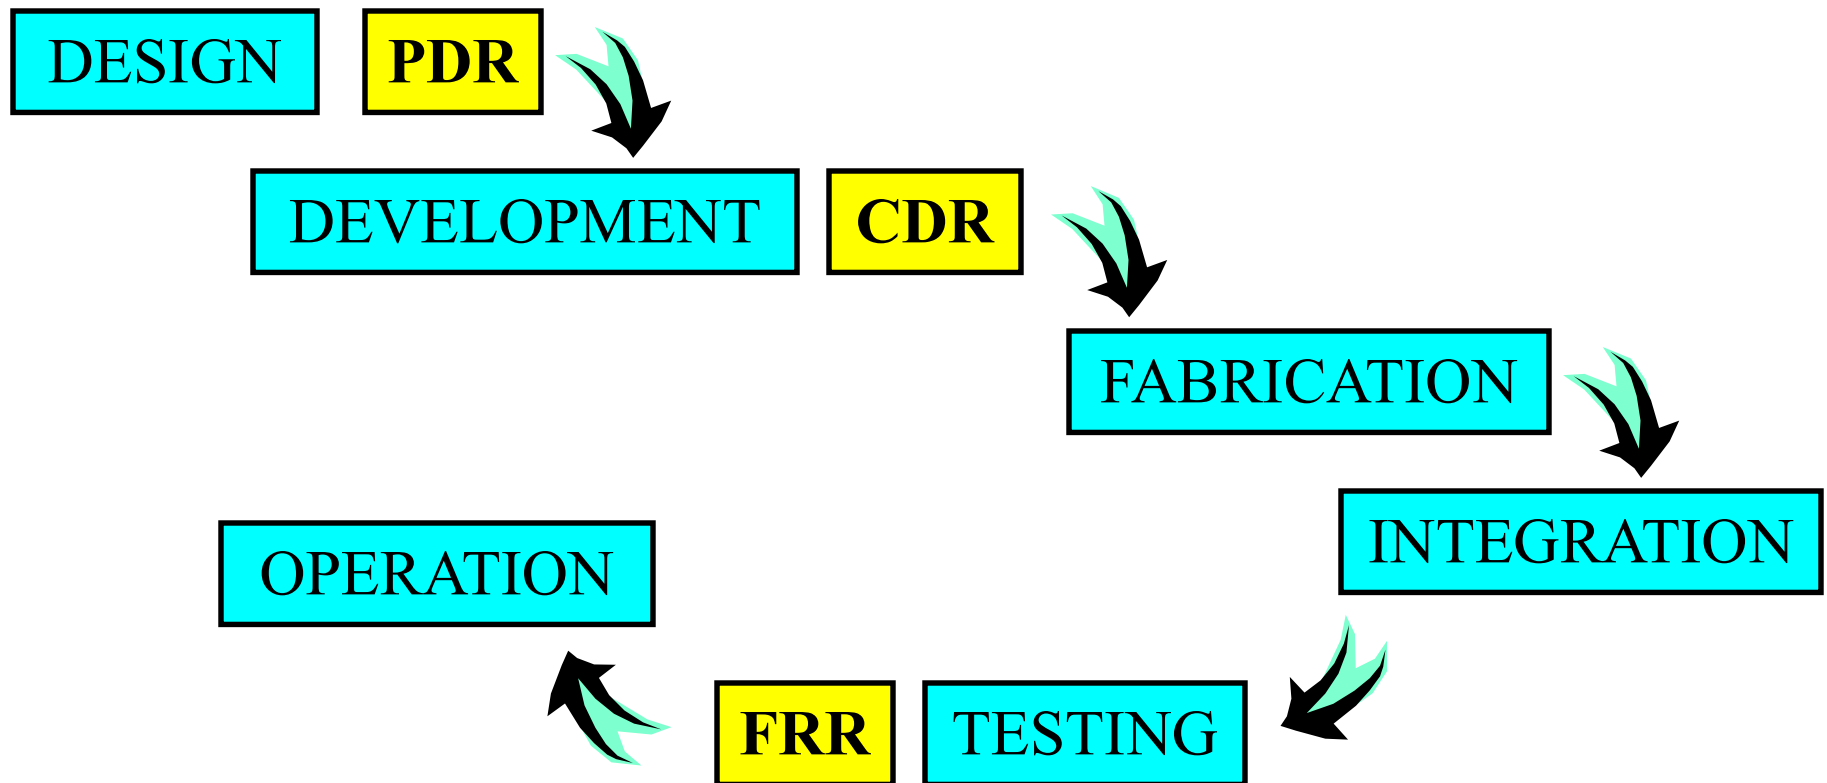 DESIGN PDR
DEVELOPMENT CDR
FABRICATION
INTEGRATION
OPERATION
FRR TESTING